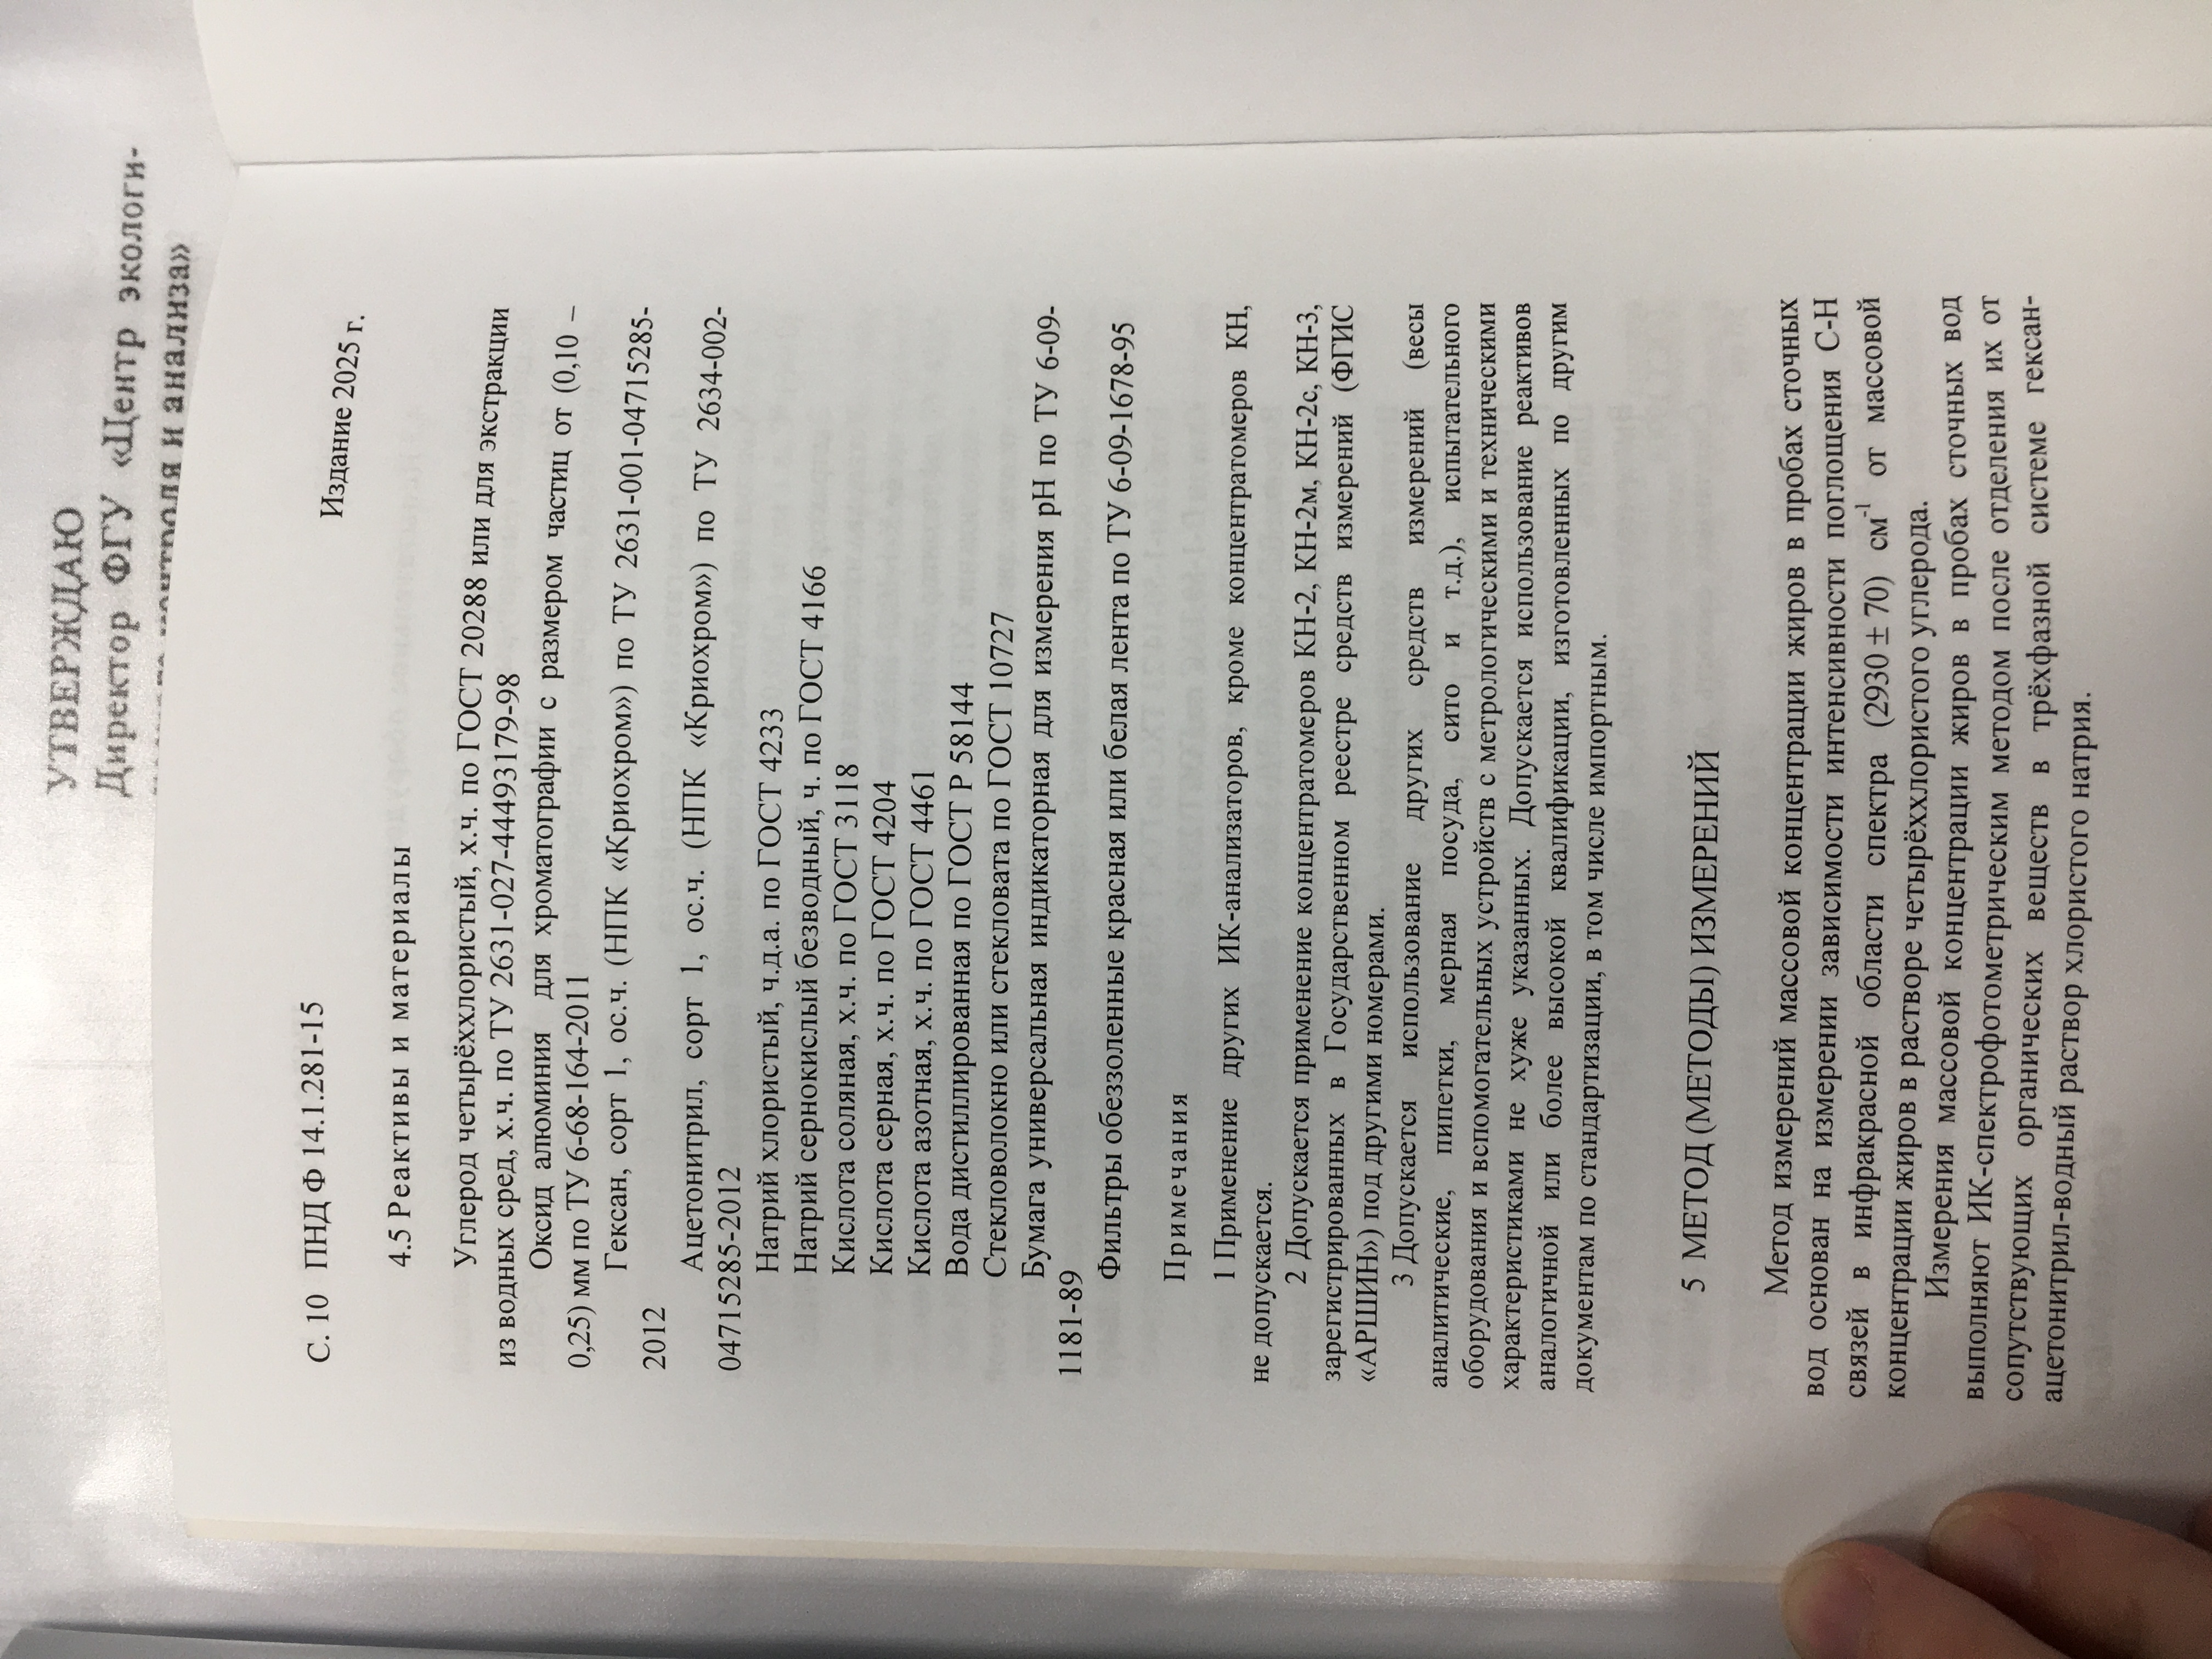 УТВЕРЖДАЮ
Директор ФГУ «Центр экологи-
контроля и анализа»
С. 10 ПНД Ф 14.1.281-15
Издание 2025 г.
4.5 Реактивы и материалы
Углерод четырёххлористый, х.ч. по ГОСТ 20288 или для экстракции
из водных сред, х.ч. по ТУ 2631-027-44493179-98
Оксид алюминия для хроматографии с размером частиц от (0,10 –
0,25) мм по ТУ 6-68-164-2011
Гексан, сорт 1, ос.ч. (НПК «Криохром») по ТУ 2631-001-04715285-
2012
Ацетонитрил, сорт 1, ос.ч. (НПК «Криохром») по ТУ 2634-002-
04715285-2012
Натрий хлористый, ч.д.а. по ГОСТ 4233
Натрий сернокислый безводный, ч. по ГОСТ 4166
Кислота соляная, х.ч. по ГОСТ 3118
Кислота серная, х.ч. по ГОСТ 4204
Кислота азотная, х.ч. по ГОСТ 4461
Вода дистиллированная по ГОСТ Р 58144
Стекловолокно или стекловата по ГОСТ 10727
Бумага универсальная индикаторная для измерения рН по ТУ 6-09-
1181-89
Фильтры обеззоленные красная или белая лента по ТУ 6-09-1678-95
Примечания
1 Применение других ИК-анализаторов, кроме концентратомеров КН,
не допускается.
2 Допускается применение концентратомеров КН-2, КН-2м, КН-2с, КН-3,
зарегистрированных в Государственном реестре средств измерений (ФГИС
«АРШИН») под другими номерами.
3 Допускается использование других средств измерений (весы
аналитические, пипетки, мерная посуда, сито и т.д.), испытательного
оборудования и вспомогательных устройств с метрологическими и техническими
характеристиками не хуже указанных. Допускается использование реактивов
аналогичной или более высокой квалификации, изготовленных по другим
документам по стандартизации, в том числе импортным.
5 МЕТОД (МЕТОДЫ) ИЗМЕРЕНИЙ
Метод измерений массовой концентрации жиров в пробах сточных
вод основан на измерении зависимости интенсивности поглощения С-Н
связей в инфракрасной области спектра (2930 ± 70) см⁻¹ от массовой
концентрации жиров в растворе четырёххлористого углерода.
Измерения массовой концентрации жиров в пробах сточных вод
выполняют ИК-спектрофотометрическим методом после отделения их от
сопутствующих органических веществ в трёхфазной системе гексан-
ацетонитрил-водный раствор хлористого натрия.